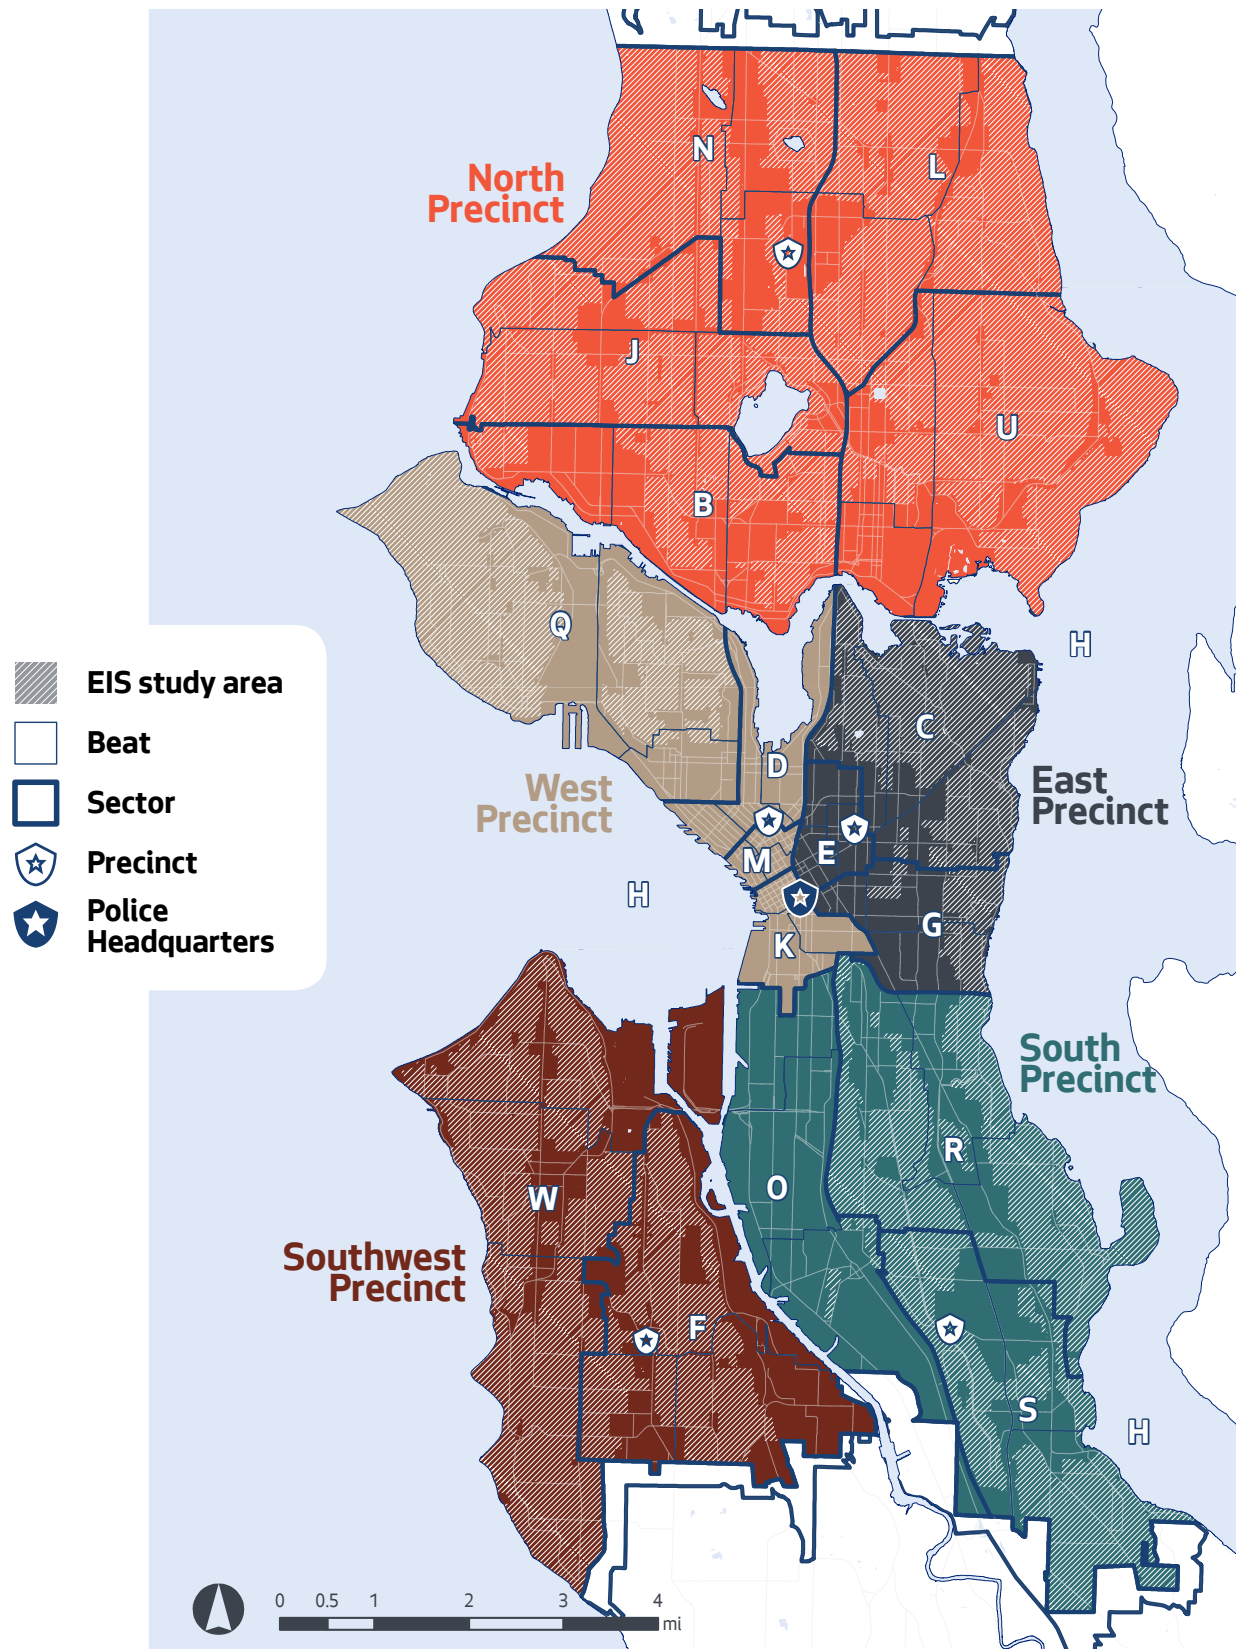 N
L
North
Precinct
J
U
B
Q
H
EIS study area
C
Beat
D
West
Precinct
East
Precinct
Sector
M
E
Precinct
H
Police
Headquarters
G
K
South
Precinct
R
O
W
Southwest
Precinct
F
S
H
0 0.5 1 2 3 4
mi